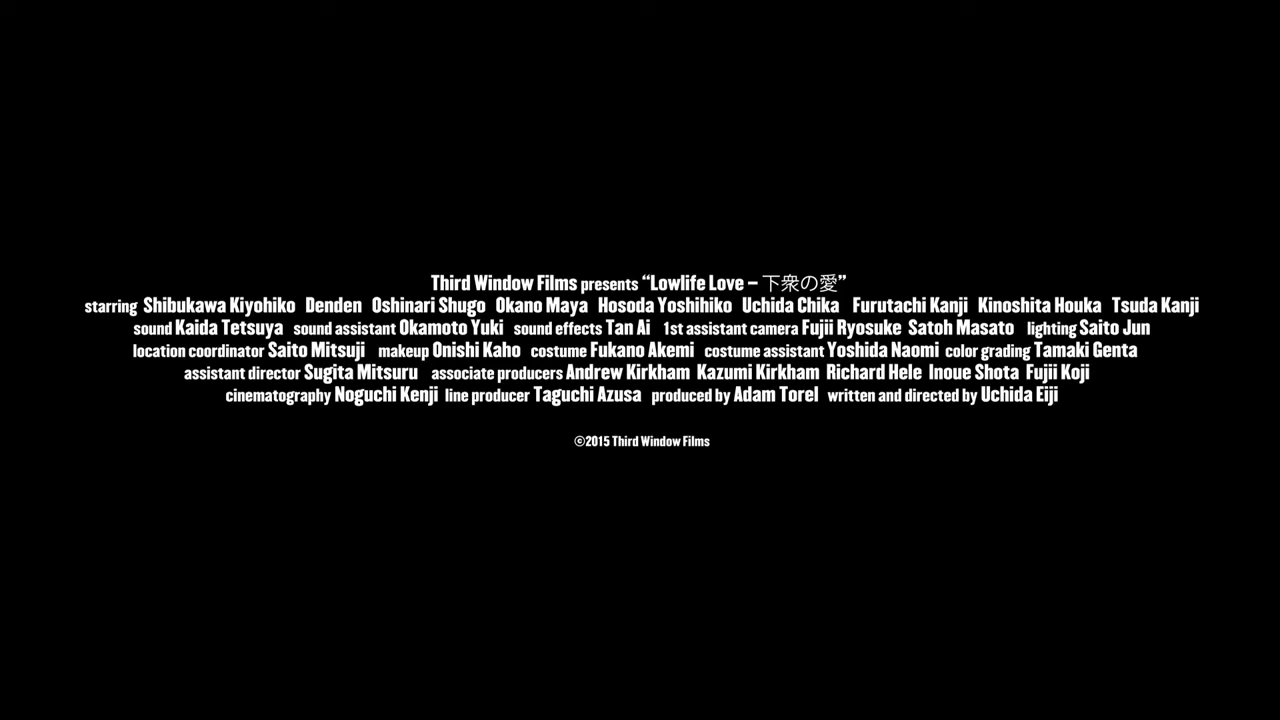 Third Window Films presents “Lowlife Love – 下衆の愛”
starring Shibukawa Kiyohiko Denden Oshinari Shugo Okano Maya Hosoda Yoshihiko Uchida Chika Furutachi Kanji Kinoshita Houka Tsuda Kanji
sound Kaida Tetsuya sound assistant Okamoto Yuki sound effects Tan Ai 1st assistant camera Fujii Ryosuke Satoh Masato lighting Saito Jun
location coordinator Saito Mitsuji makeup Onishi Kaho costume Fukano Akemi costume assistant Yoshida Naomi color grading Tamaki Genta
assistant director Sugita Mitsuru associate producers Andrew Kirkham Kazumi Kirkham Richard Hele Inoue Shota Fujii Koji
cinematography Noguchi Kenji line producer Taguchi Azusa produced by Adam Torel written and directed by Uchida Eiji
©2015 Third Window Films